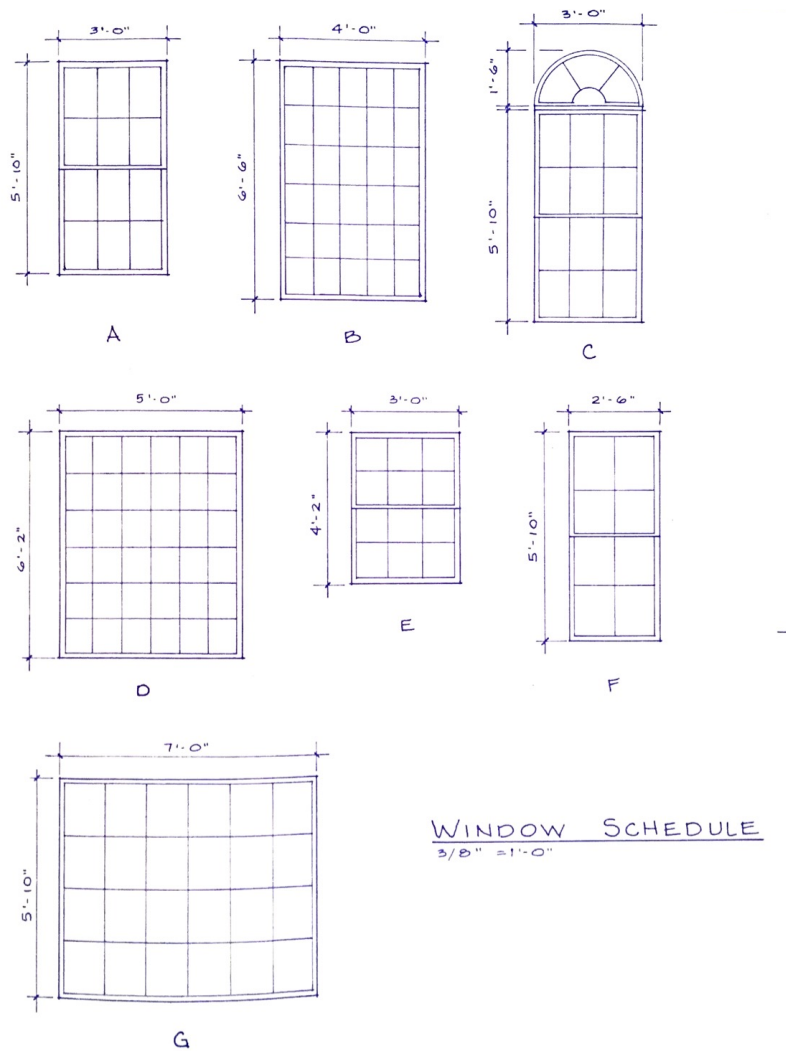 3'-0"
4'-0"
3'-0"
1'-6"
5'-10"
6'-6"
5'-10"
A
B
C
5'-0"
3'-0"
2'-6"
6'-2"
4'-2"
5'-10"
D
E
F
7'-0"
5'-10"
G
WINDOW SCHEDULE
3/8" =1'-0"